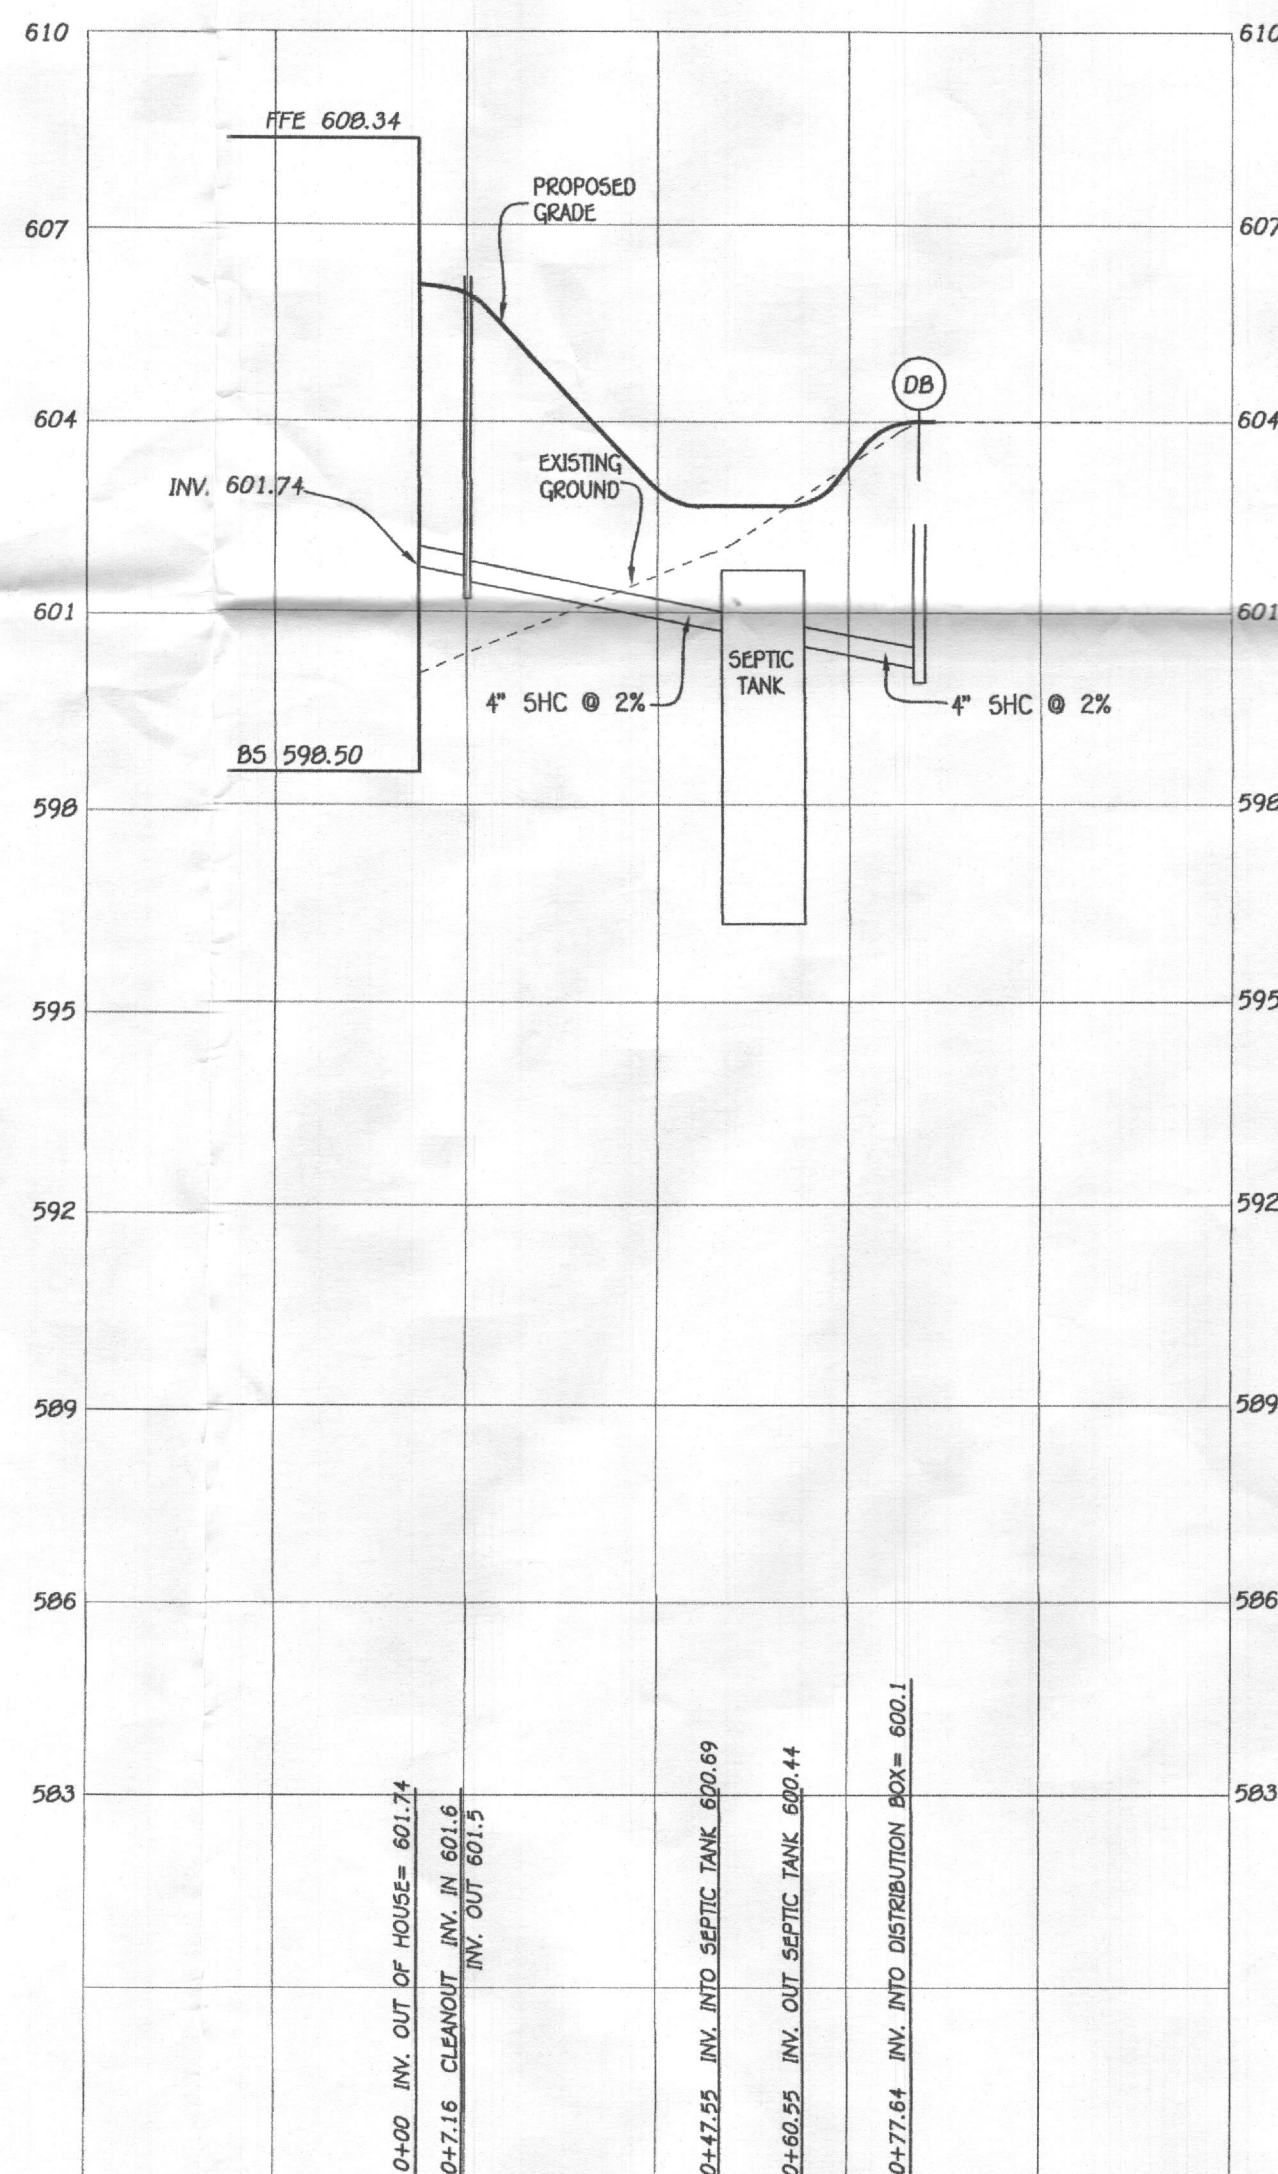 610
610
FFE 608.34
PROPOSED
GRADE
607
607
DB
604
604
EXISTING
GROUND
INV. 601.74
601
601
SEPTIC
TANK
4" SHC @ 2%
4" SHC @ 2%
BS 598.50
598
598
595
595
592
592
589
589
586
586
583
583
0+00 INV. OUT OF HOUSE= 601.74
0+7.16 CLEANOUT INV. IN 601.6
INV. OUT 601.5
0+47.55 INV. INTO SEPTIC TANK 600.69
0+60.55 INV. OUT SEPTIC TANK 600.44
0+77.64 INV. INTO DISTRIBUTION BOX= 600.1